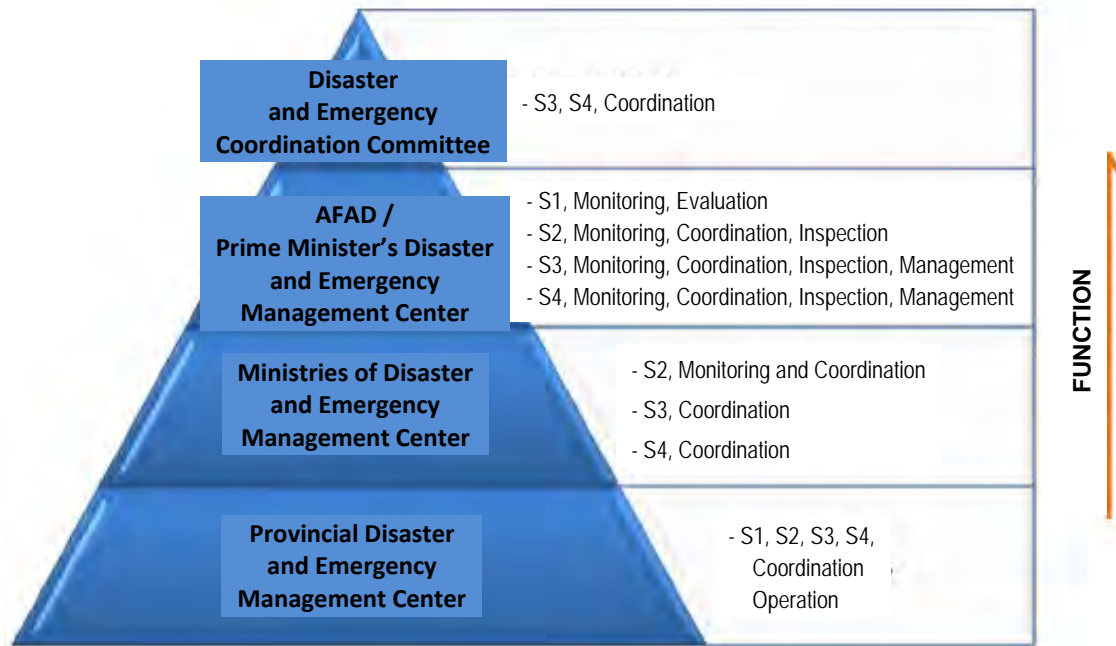 Disaster
and Emergency
Coordination Committee
- S3, S4, Coordination
AFAD /
Prime Minister's Disaster
and Emergency
Management Center
- S1, Monitoring, Evaluation
- S2, Monitoring, Coordination, Inspection
- S3, Monitoring, Coordination, Inspection, Management
- S4, Monitoring, Coordination, Inspection, Management
Ministries of Disaster
and Emergency
Management Center
- S2, Monitoring and Coordination
- S3, Coordination
- S4, Coordination
Provincial Disaster
and Emergency
Management Center
- S1, S2, S3, S4,
Coordination
Operation
FUNCTION